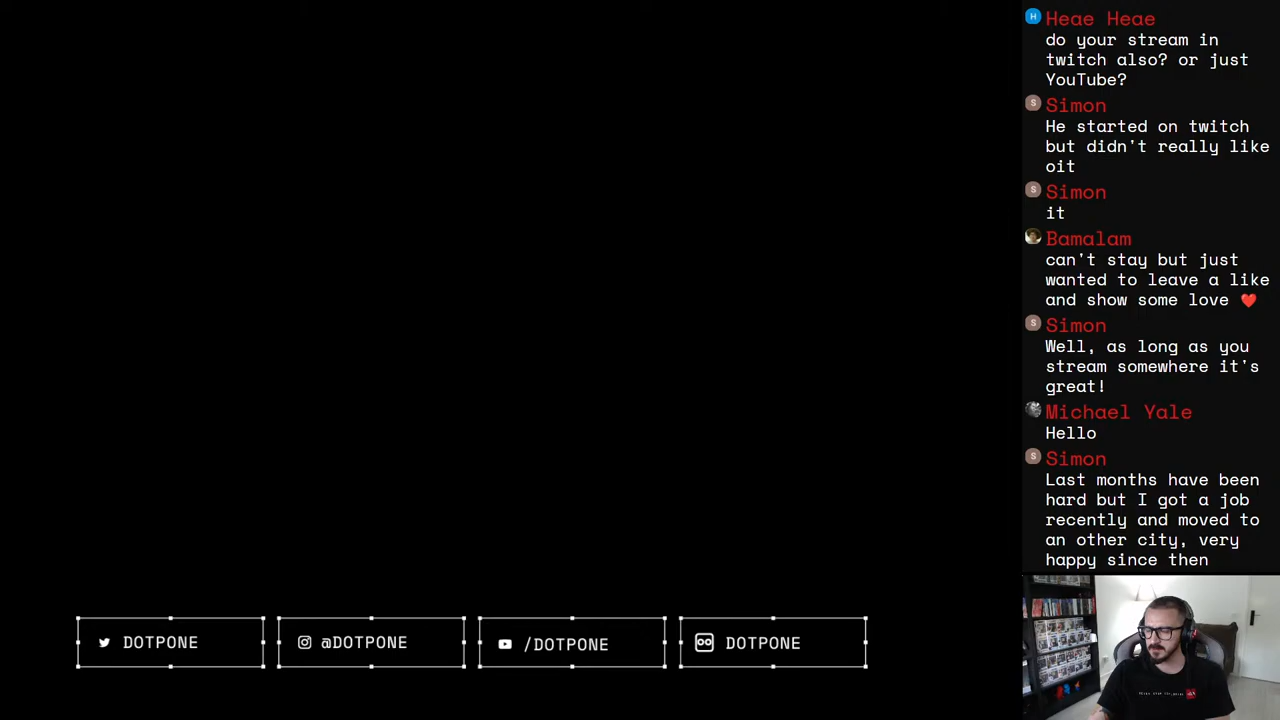 Heae Heae
do your stream in
twitch also? or just
YouTube?
Simon
He started on twitch
but didn't really like
oit
Simon
it
Bamalam
can't stay but just
wanted to leave a like
and show some love ❤️
Simon
Well, as long as you
stream somewhere it's
great!
Michael Yale
Hello
Simon
Last months have been
hard but I got a job
recently and moved to
an other city, very
happy since then
DOTPONE
@DOTPONE
/DOTPONE
DOTPONE